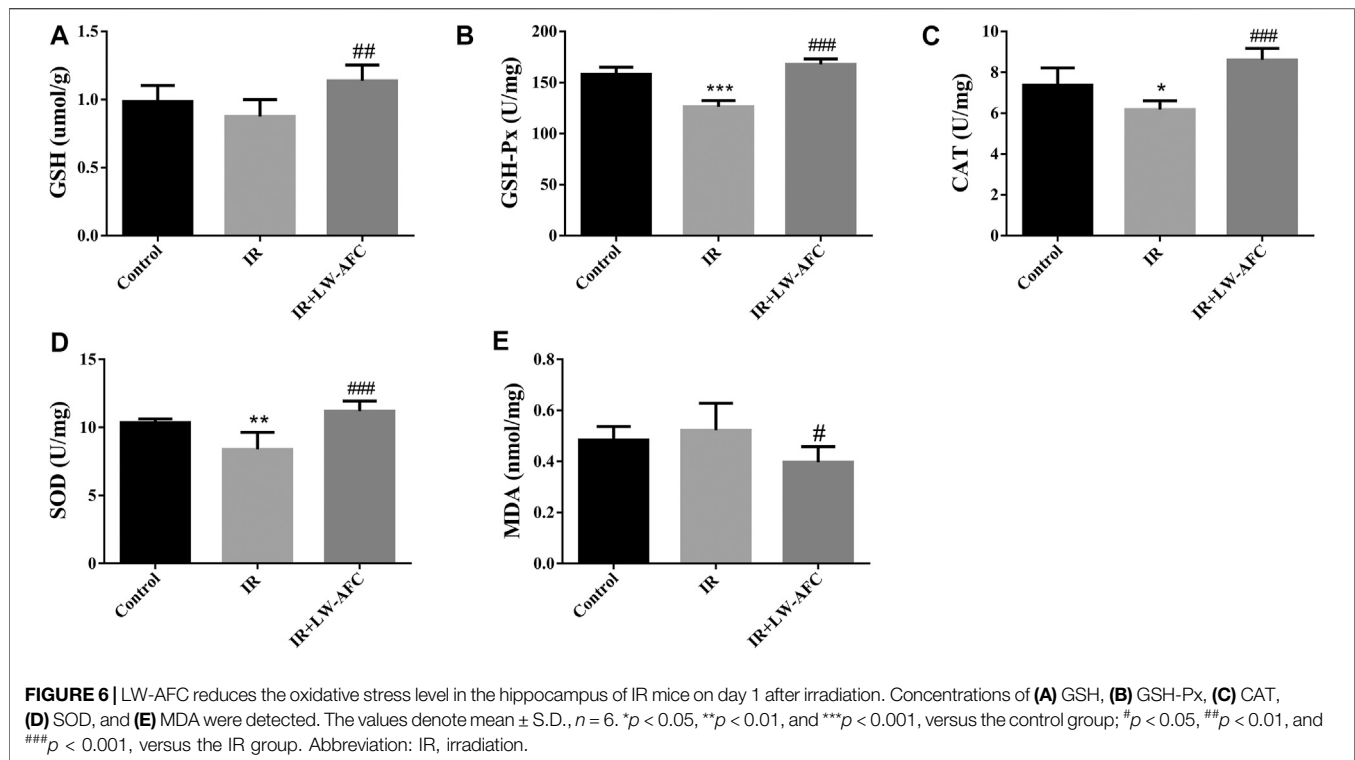 A
GSH (umol/g)
1.5
1.0
0.5
0.0
##
Control
IR
IR+LW-AFC
B
GSH-Px (U/mg)
200
150
100
50
0
***
###
Control
IR
IR+LW-AFC
C
CAT (U/mg)
10
8
6
4
2
0
*
###
Control
IR
IR+LW-AFC
D
SOD (U/mg)
15
10
5
0
**
###
Control
IR
IR+LW-AFC
E
MDA (nmol/mg)
0.8
0.6
0.4
0.2
0.0
#
Control
IR
IR+LW-AFC
FIGURE 6 | LW-AFC reduces the oxidative stress level in the hippocampus of IR mice on day 1 after irradiation. Concentrations of (A) GSH, (B) GSH-Px, (C) CAT,
(D) SOD, and (E) MDA were detected. The values denote mean ± S.D., n = 6. *p < 0.05, **p < 0.01, and ***p < 0.001, versus the control group; #p < 0.05, ##p < 0.01, and
###p < 0.001, versus the IR group. Abbreviation: IR, irradiation.